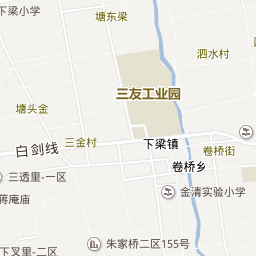 下梁小学
塘东梁
泗水村
三友工业园
塘头金
三金村
白剑线
下梁镇
卷桥街
卷桥乡
三透里-一区
金清实验小学
蒋庵庙
朱家桥二区155号
下叉里-二区